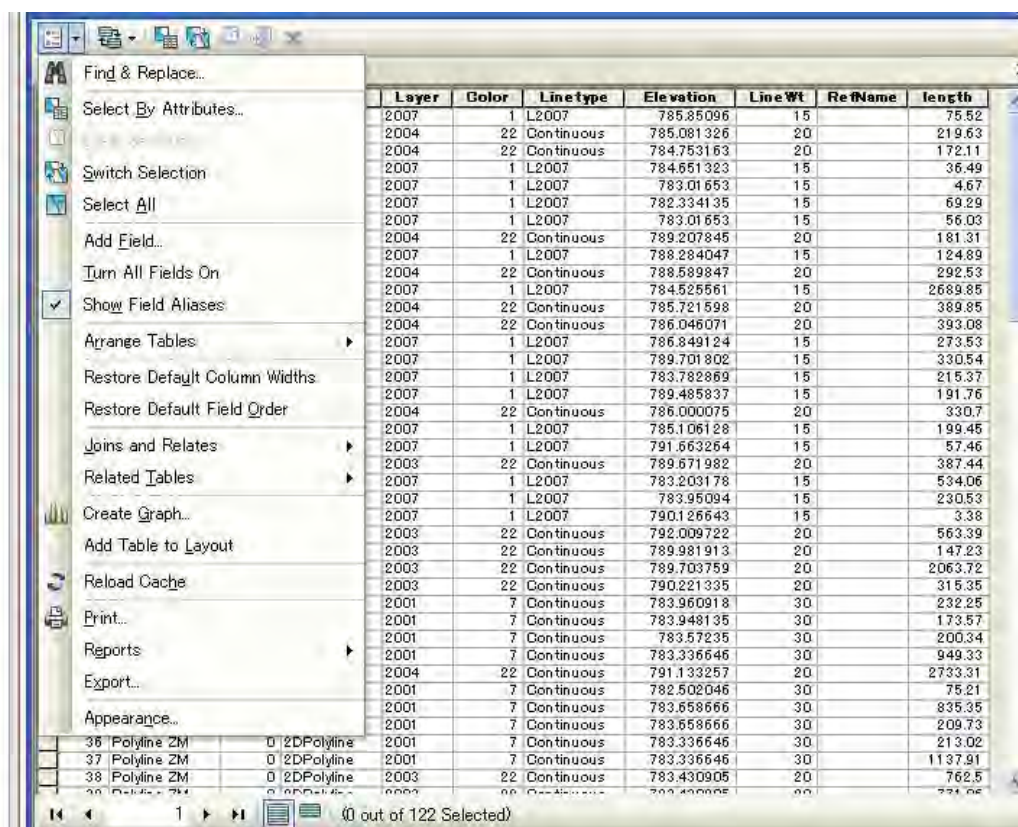 Find & Replace...
Select By Attributes...
Switch Selection
Select All
Add Field...
Turn All Fields On
Show Field Aliases
Arrange Tables
Restore Default Column Widths
Restore Default Field Order
Joins and Relates
Related Tables
Create Graph...
Add Table to Layout
Reload Cache
Print...
Reports
Export...
Appearance...
Layer Color Linetype Elevation LineWt RefName length
2007 1 L2007 785.85096 15 75.52
2004 22 Continuous 785.081326 20 219.63
2004 22 Continuous 784.753163 20 172.11
2007 1 L2007 784.651323 15 36.49
2007 1 L2007 783.01653 15 4.67
2007 1 L2007 782.334135 15 69.29
2007 1 L2007 783.01653 15 56.03
2004 22 Continuous 789.207845 20 181.31
2007 1 L2007 788.284047 15 124.89
2004 22 Continuous 788.589847 20 292.53
2007 1 L2007 784.525561 15 2689.85
2004 22 Continuous 785.721598 20 389.85
2004 22 Continuous 786.046071 20 393.08
2007 1 L2007 786.849124 15 273.53
2007 1 L2007 789.701802 15 330.54
2007 1 L2007 783.782869 15 215.37
2007 1 L2007 789.485837 15 191.76
2004 22 Continuous 786.000075 20 330.7
2007 1 L2007 785.106128 15 199.45
2007 1 L2007 791.663264 15 57.46
2003 22 Continuous 789.671982 20 387.44
2007 1 L2007 783.203178 15 534.06
2007 1 L2007 783.95094 15 230.53
2007 1 L2007 790.126643 15 3.38
2003 22 Continuous 792.009722 20 563.39
2003 22 Continuous 789.981913 20 147.23
2003 22 Continuous 789.703759 20 2063.72
2003 22 Continuous 790.221335 20 315.35
2001 7 Continuous 783.960918 30 232.25
2001 7 Continuous 783.948135 30 173.57
2001 7 Continuous 783.57235 30 200.34
2001 7 Continuous 783.336646 30 949.33
2004 22 Continuous 791.133257 20 2733.31
2001 7 Continuous 782.502046 30 75.21
2001 7 Continuous 783.658666 30 835.35
2001 7 Continuous 783.658666 30 209.73
36 Polyline ZM 0 2DPolyline 2001 7 Continuous 783.336646 30 213.02
37 Polyline ZM 0 2DPolyline 2001 7 Continuous 783.336646 30 1137.91
38 Polyline ZM 0 2DPolyline 2003 22 Continuous 783.430905 20 762.5
1
(0 out of 122 Selected)